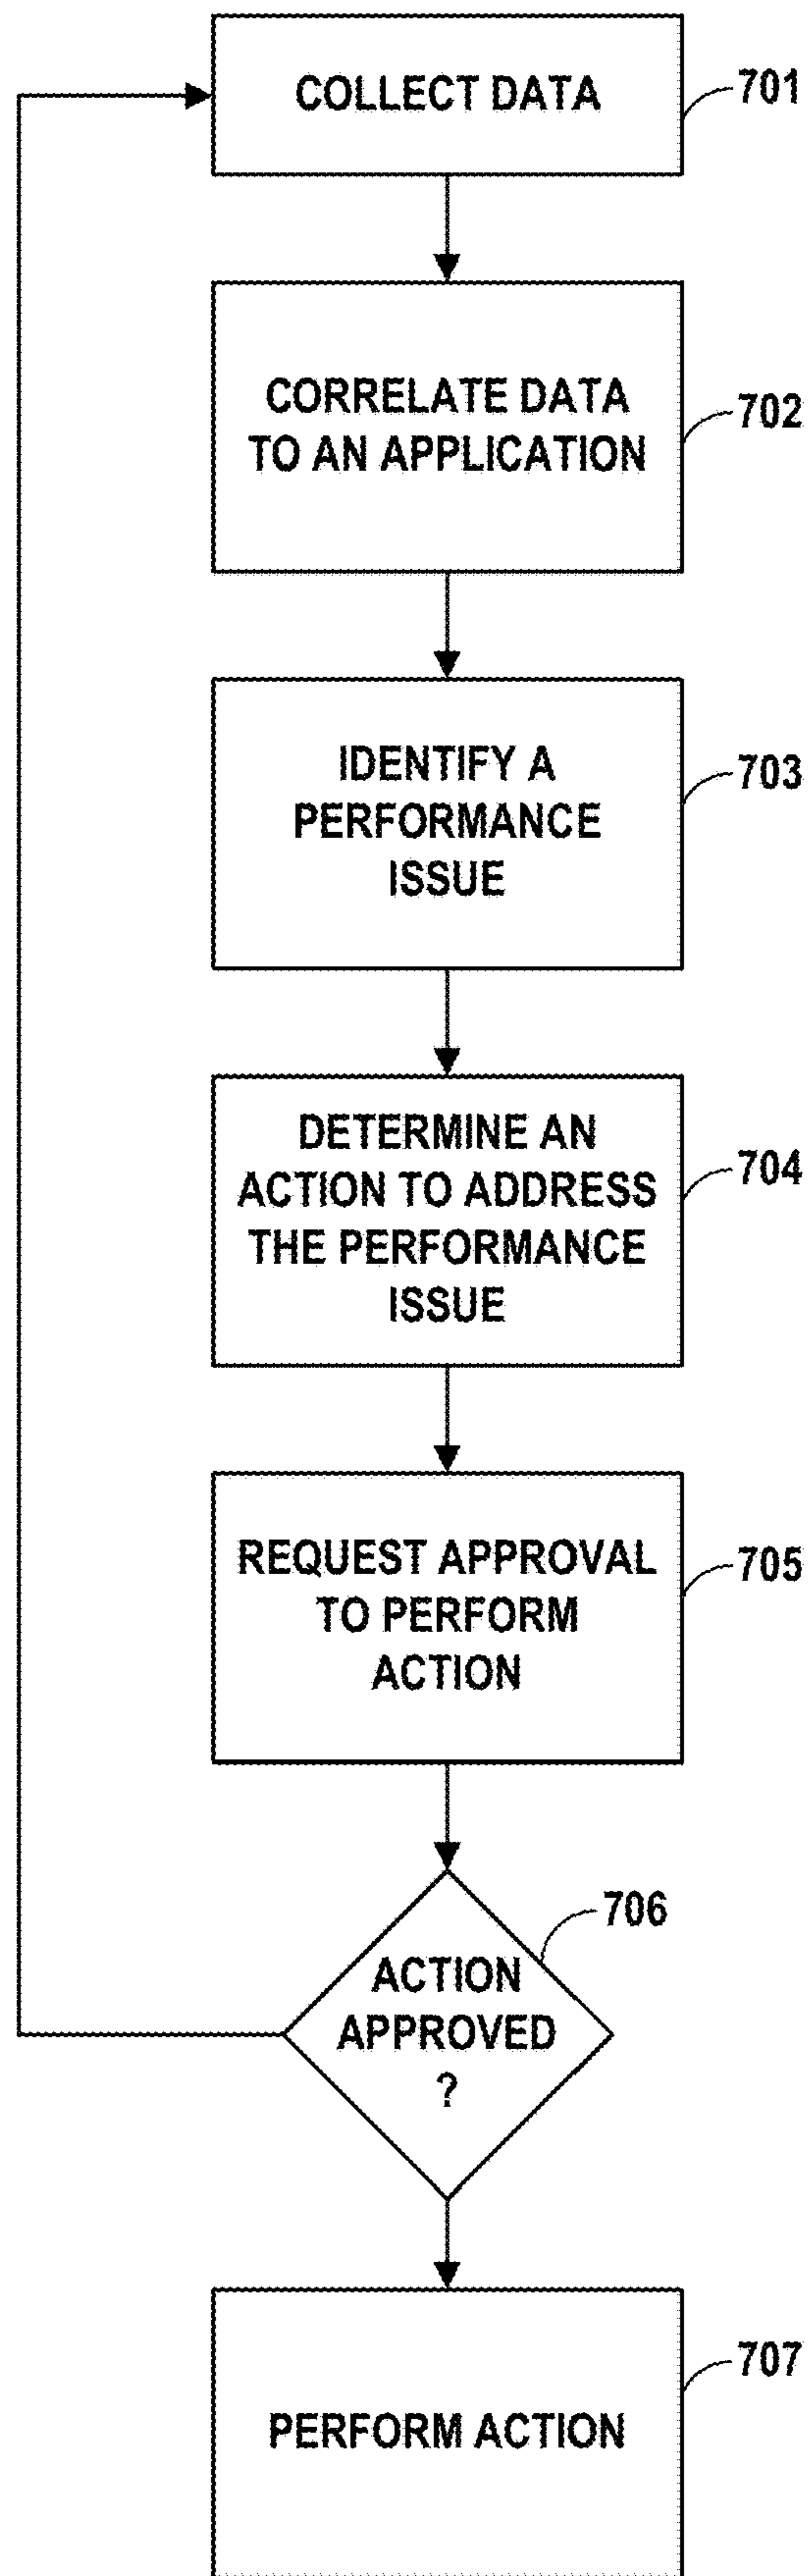 COLLECT DATA
701
CORRELATE DATA
TO AN APPLICATION
702
IDENTIFY A
PERFORMANCE
ISSUE
703
DETERMINE AN
ACTION TO ADDRESS
THE PERFORMANCE
ISSUE
704
REQUEST APPROVAL
TO PERFORM
ACTION
705
706
ACTION
APPROVED
?
707
PERFORM ACTION